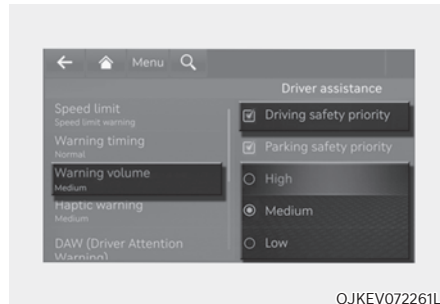 Menu
Driver assistance
Speed limit
Speed limit warning
Warning timing
Normal
Warning volume
Medium
Haptic warning
Medium
DAW (Driver Attention
Warning)
Driving safety priority
Parking safety priority
High
Medium
Low
OJKEV072261L